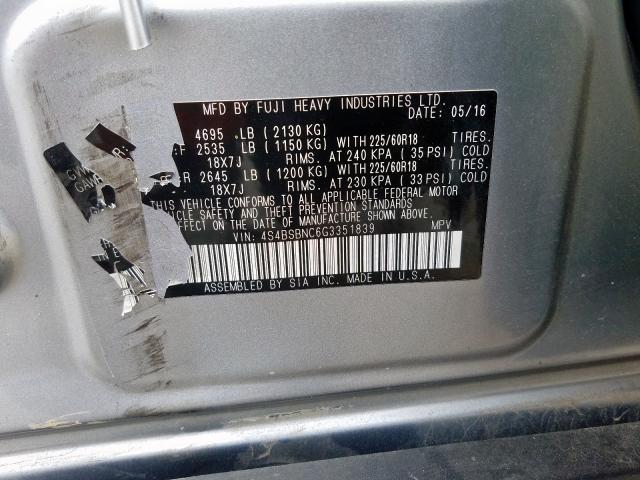 MFD BY FUJI HEAVY INDUSTRIES LTD.
DATE: 05/16
4695 LB ( 2130 KG)
F 2535 LB ( 1150 KG) WITH 225/60R18 TIRES.
18X7J RIMS. AT 240 KPA ( 35 PSI) COLD
R 2645 LB ( 1200 KG) WITH 225/60R18 TIRES.
18X7J RIMS. AT 230 KPA ( 33 PSI) COLD
THIS VEHICLE CONFORMS TO ALL APPLICABLE FEDERAL MOTOR
VEHICLE SAFETY AND THEFT PREVENTION STANDARDS
EFFECT ON THE DATE OF MANUFACTURE SHOWN ABOVE.
VIN: 4S4BSBNC6G3351839 MPV
ASSEMBLED BY SIA INC. MADE IN U.S.A.